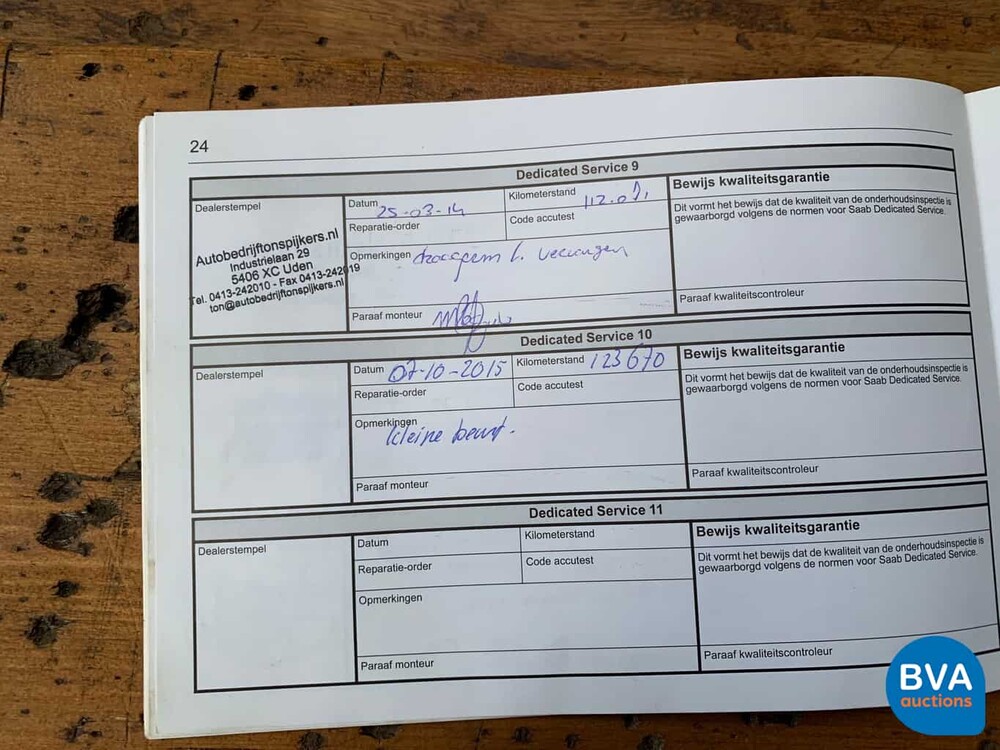 24
Dedicated Service 9
Dealerstempel
Autobedrijftonspijkers.nl
Industrielaan 29
5406 XC Uden
Tel. 0413-242010 - Fax 0413-242019
ton@autobedrijftonspijkers.nl
Datum 25-03-14
Kilometerstand 112.0
Reparatie-order
Code accutest
Opmerkingen
Paraaf monteur
Bewijs kwaliteitsgarantie
Dit vormt het bewijs dat de kwaliteit van de onderhoudsinspectie is
gewaarborgd volgens de normen voor Saab Dedicated Service.
Paraaf kwaliteitscontroleur
Dedicated Service 10
Dealerstempel
Datum 07-10-2015
Kilometerstand 123670
Reparatie-order
Code accutest
Opmerkingen
kleine beurt.
Paraaf monteur
Bewijs kwaliteitsgarantie
Dit vormt het bewijs dat de kwaliteit van de onderhoudsinspectie is
gewaarborgd volgens de normen voor Saab Dedicated Service.
Paraaf kwaliteitscontroleur
Dedicated Service 11
Dealerstempel
Datum
Kilometerstand
Reparatie-order
Code accutest
Opmerkingen
Paraaf monteur
Bewijs kwaliteitsgarantie
Dit vormt het bewijs dat de kwaliteit van de onderhoudsinspectie is
gewaarborgd volgens de normen voor Saab Dedicated Service.
Paraaf kwaliteitscontroleur
BVA
auctions